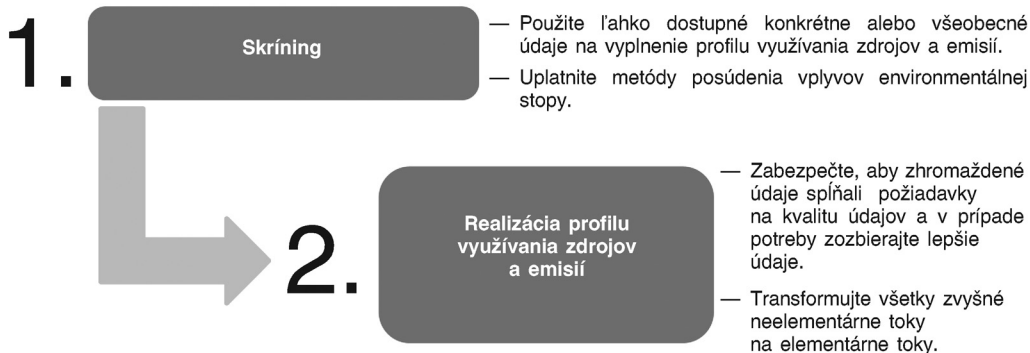 1.
Skríning
— Použite ľahko dostupné konkrétne alebo všeobecné
údaje na vyplnenie profilu využívania zdrojov a emisií.
— Uplatnite metódy posúdenia vplyvov environmentálnej
stopy.
2.
Realizácia profilu
využívania zdrojov
a emisií
— Zabezpečte, aby zhromaždené
údaje spĺňali požiadavky
na kvalitu údajov a v prípade
potreby zozbierajte lepšie
údaje.
— Transformujte všetky zvyšné
neelementárne toky
na elementárne toky.